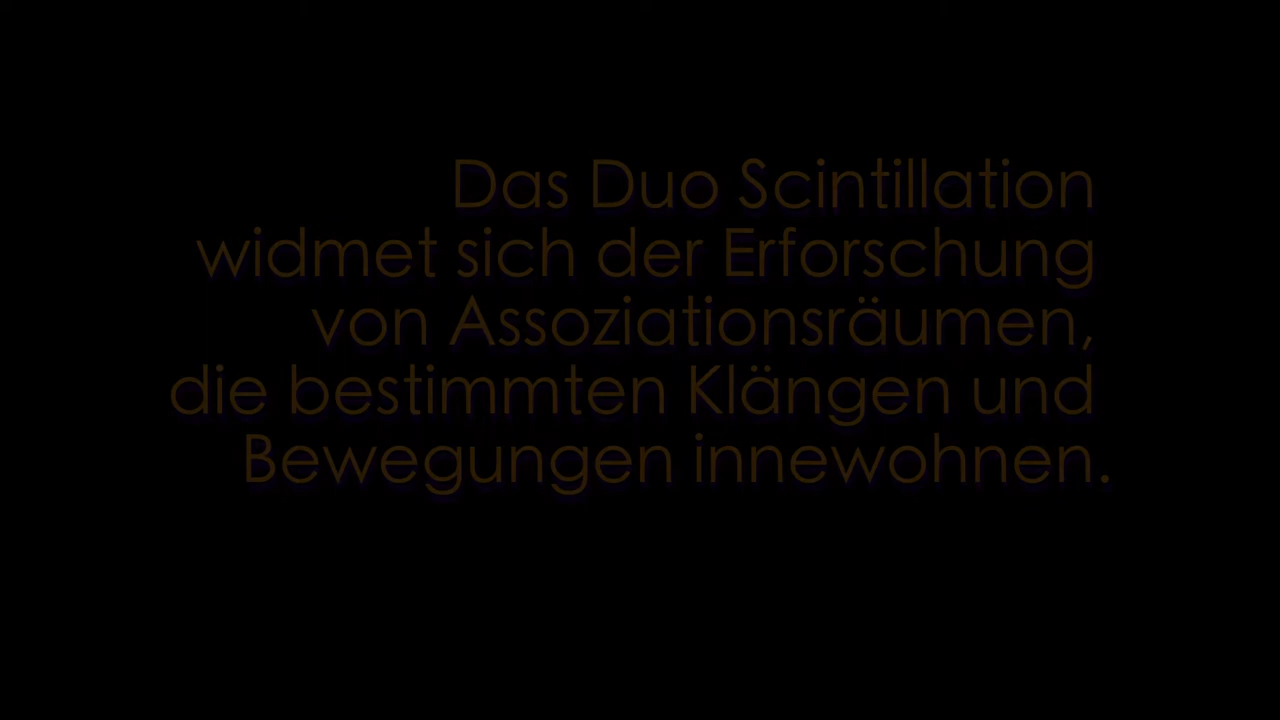 Das Duo Scintillation
widmet sich der Erforschung
von Assoziationsräumen,
die bestimmten Klängen und
Bewegungen innewohnen.